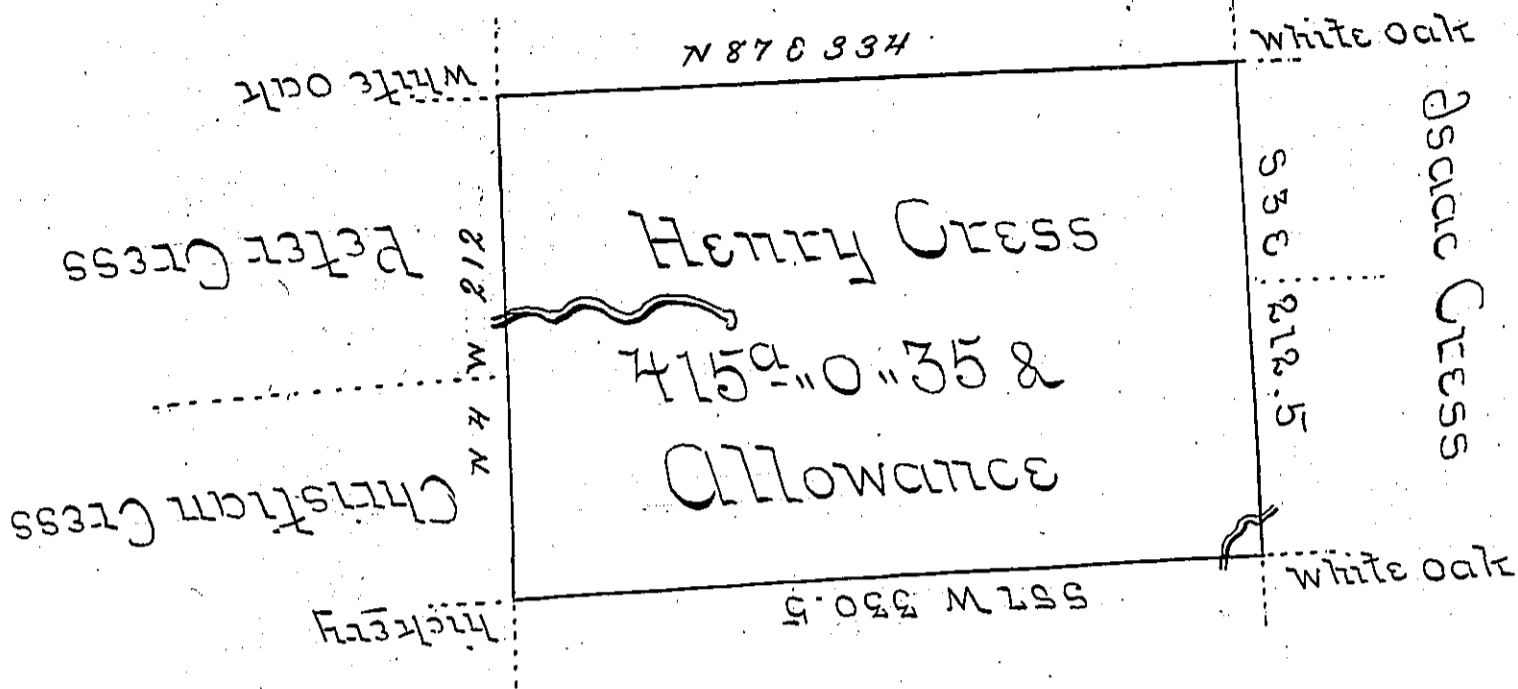 N 87 E 334
white oak
white oak
Isaac Cress
S 3 E 212.5
Peter Cress
N 4 W 212
Henry Cress
415a „ 0 „ 35 &
Allowance
Christian Cress
hickery
S 87 W 330.5
white oak